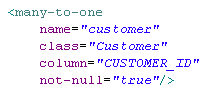 <many-to-one
name="customer"
class="Customer"
column="CUSTOMER_ID"
not-null="true"/>